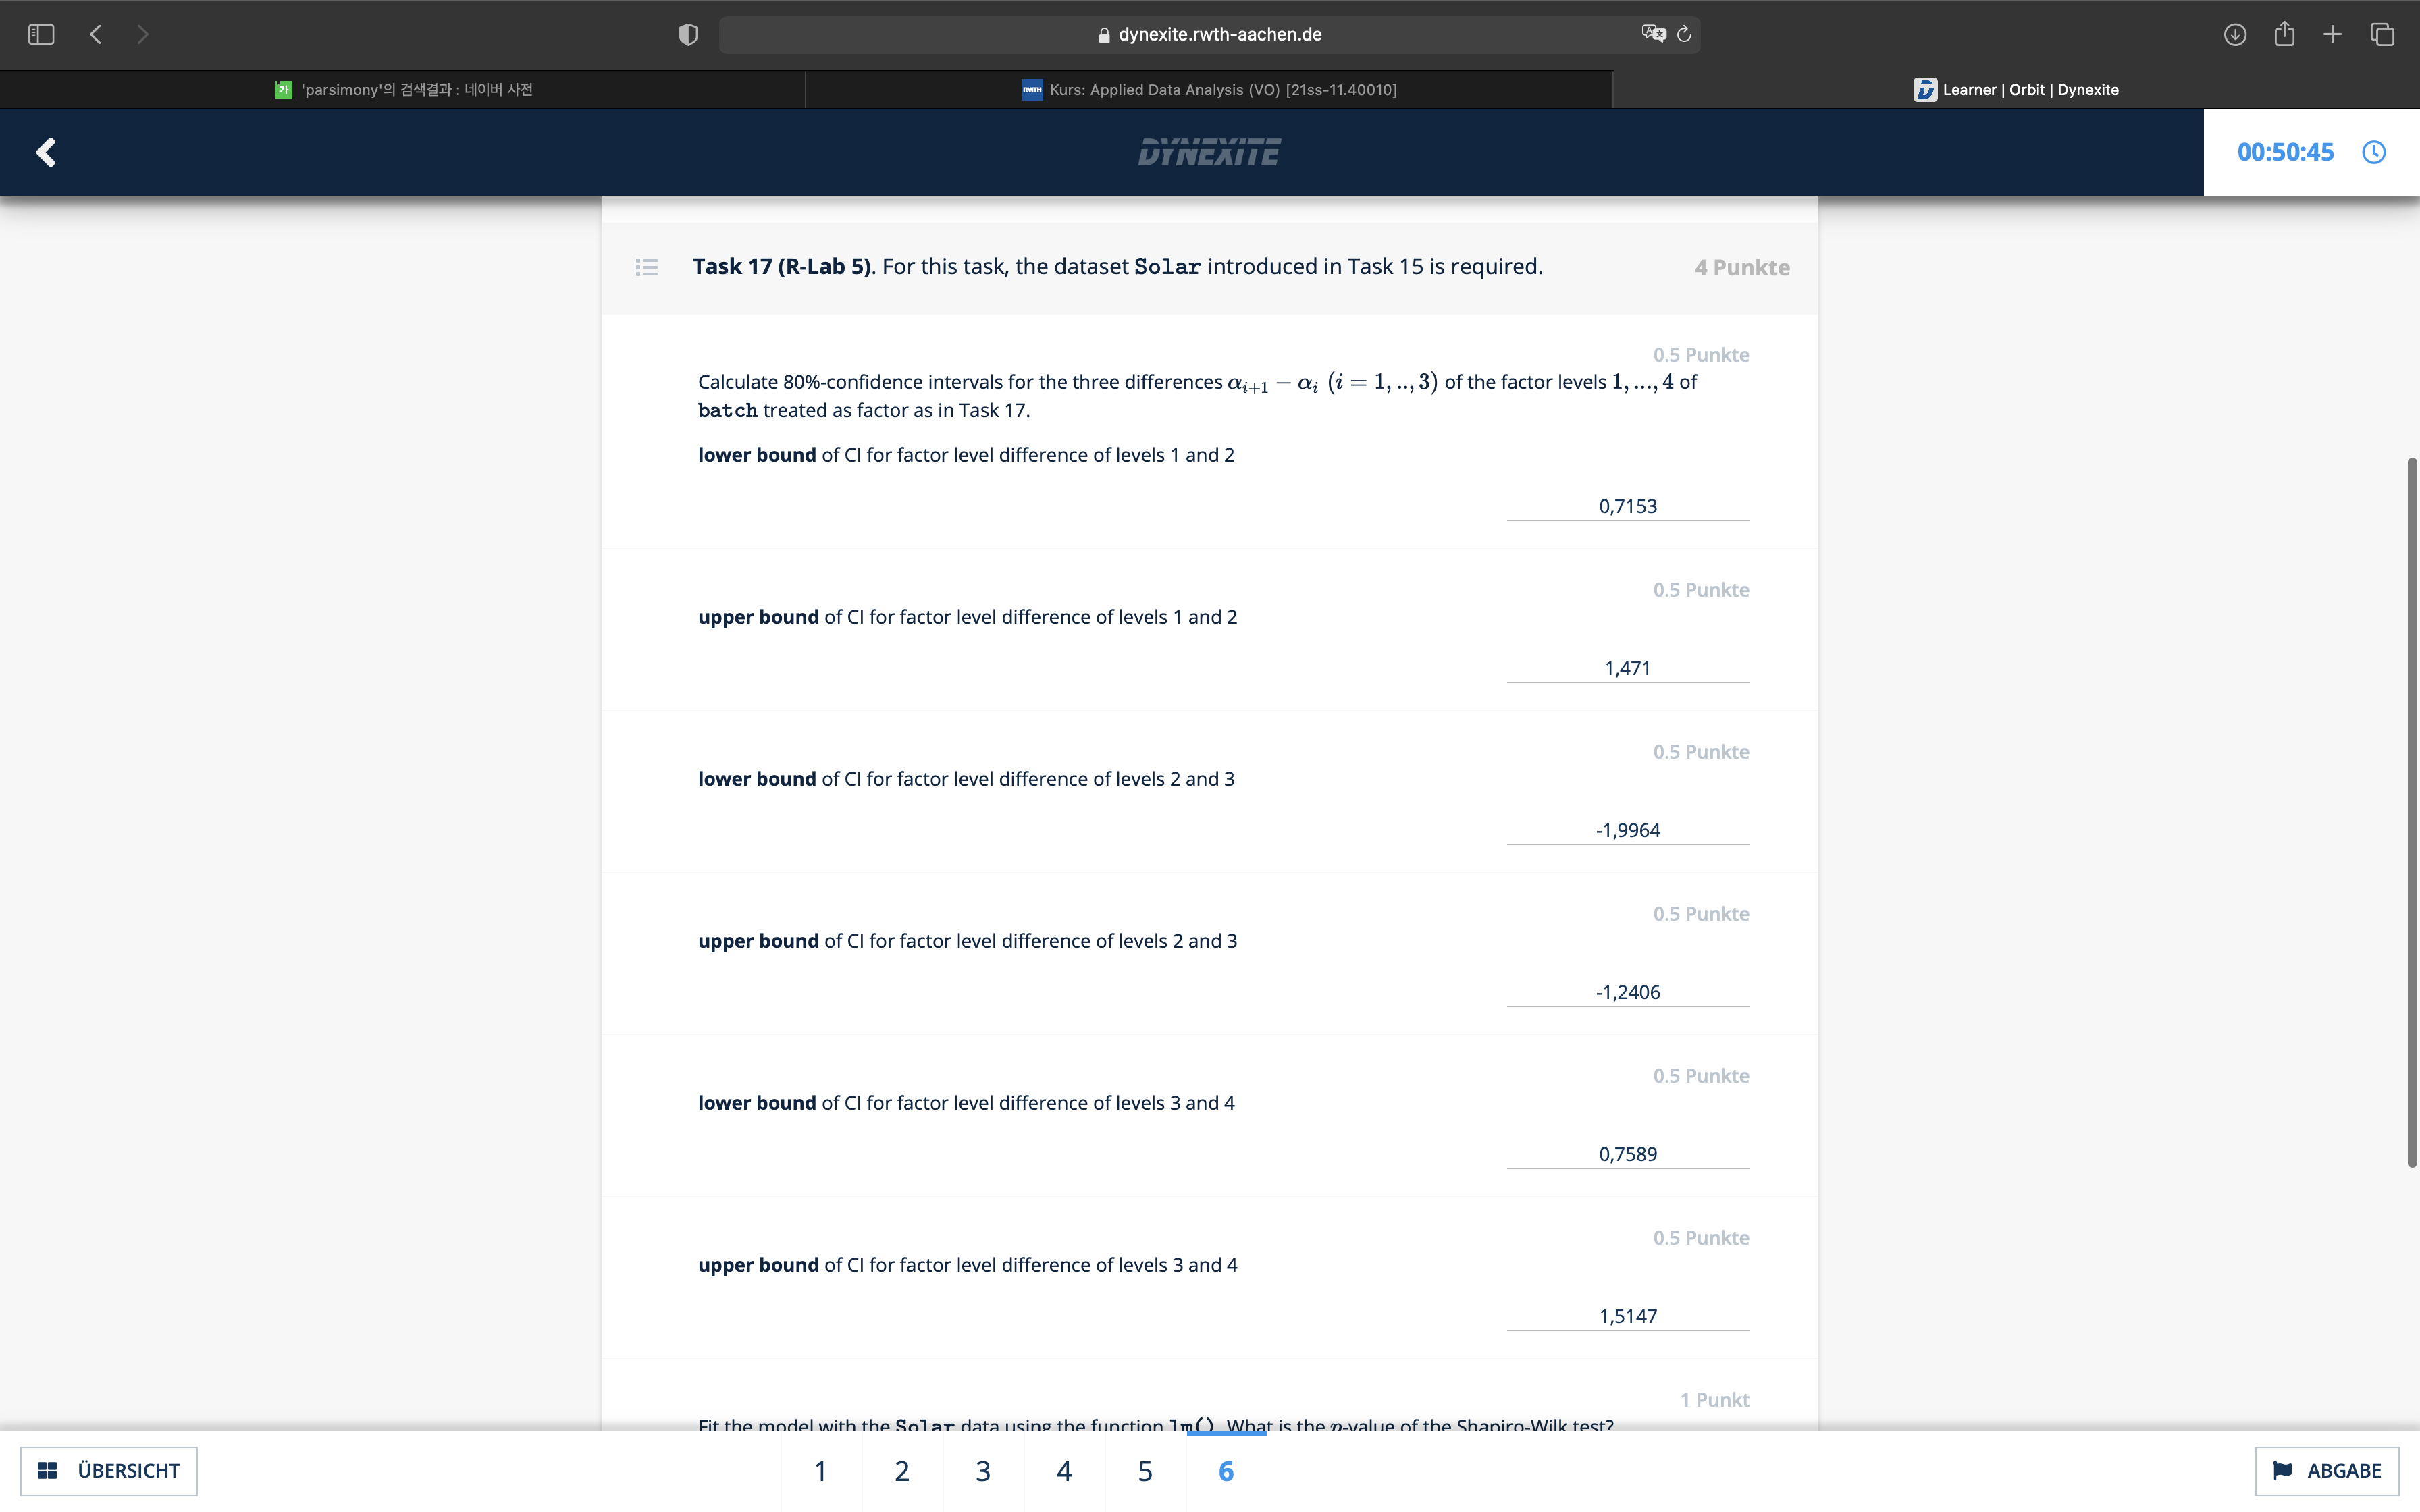 dynexite.rwth-aachen.de
'parsimony'의 검색결과 : 네이버 사전
Kurs: Applied Data Analysis (VO) [21ss-11.40010]
Learner | Orbit | Dynexite
DYNEXITE
00:50:45
Task 17 (R-Lab 5). For this task, the dataset Solar introduced in Task 15 is required.
4 Punkte
0.5 Punkte
Calculate 80%-confidence intervals for the three differences αi+1 − αi (i = 1, .., 3) of the factor levels 1, ..., 4 of
batch treated as factor as in Task 17.
lower bound of CI for factor level difference of levels 1 and 2
0,7153
0.5 Punkte
upper bound of CI for factor level difference of levels 1 and 2
1,471
0.5 Punkte
lower bound of CI for factor level difference of levels 2 and 3
-1,9964
0.5 Punkte
upper bound of CI for factor level difference of levels 2 and 3
-1,2406
0.5 Punkte
lower bound of CI for factor level difference of levels 3 and 4
0,7589
0.5 Punkte
upper bound of CI for factor level difference of levels 3 and 4
1,5147
1 Punkt
Fit the model with the Solar data using the function lm(). What is the p-value of the Shapiro-Wilk test?
ÜBERSICHT
1 2 3 4 5 6
ABGABE